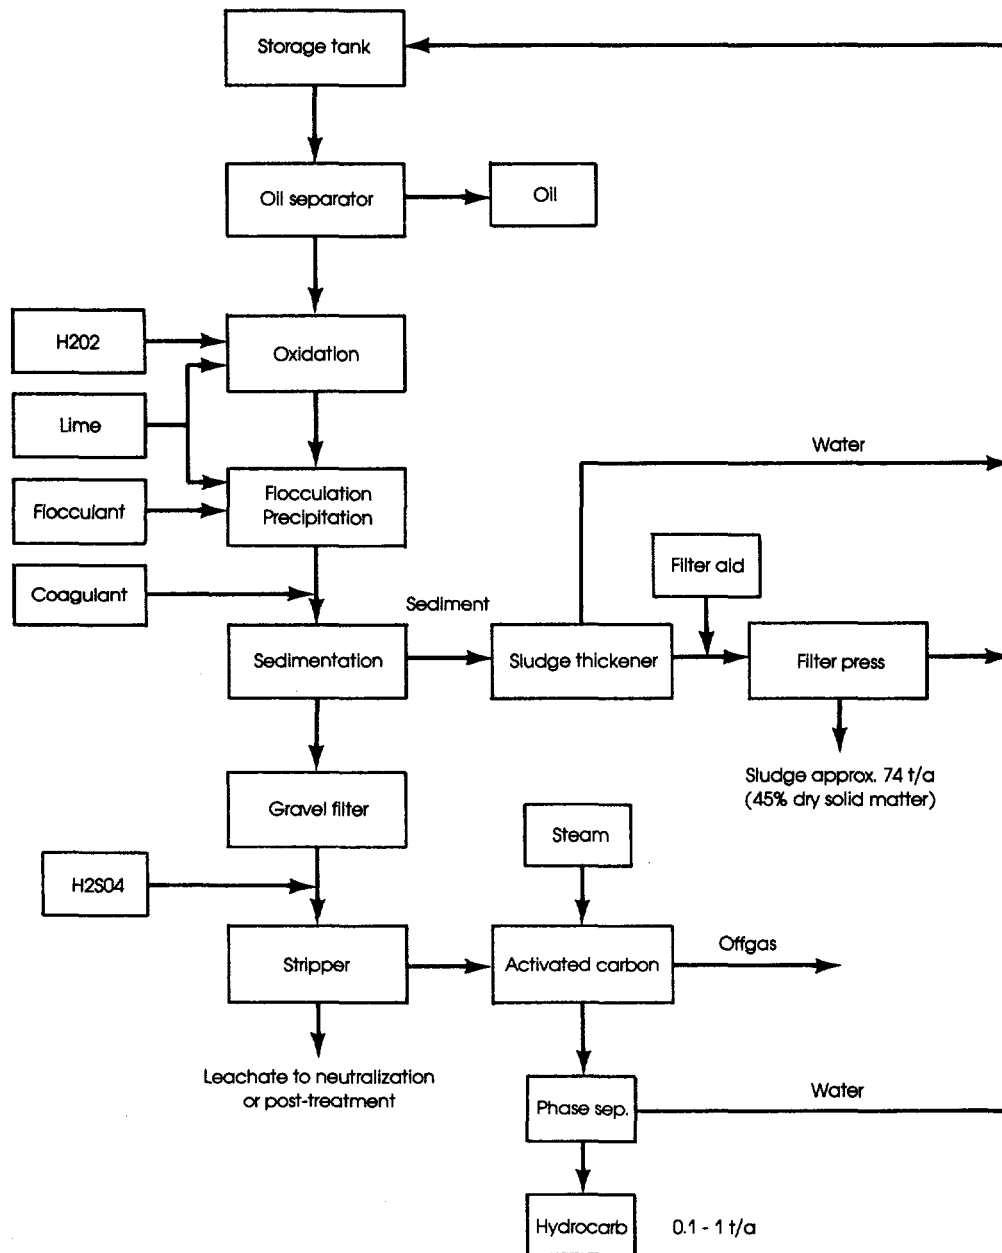 Storage tank
Oil separator
Oil
H202
Oxidation
Lime
Water
Flocculant
Flocculation
Precipitation
Filter aid
Coagulant
Sediment
Sedimentation
Sludge thickener
Filter press
Sludge approx. 74 t/a
(45% dry solid matter)
Gravel filter
Steam
H2S04
Stripper
Activated carbon
Offgas
Leachate to neutralization
or post-treatment
Phase sep.
Water
Hydrocarb
0.1 - 1 t/a